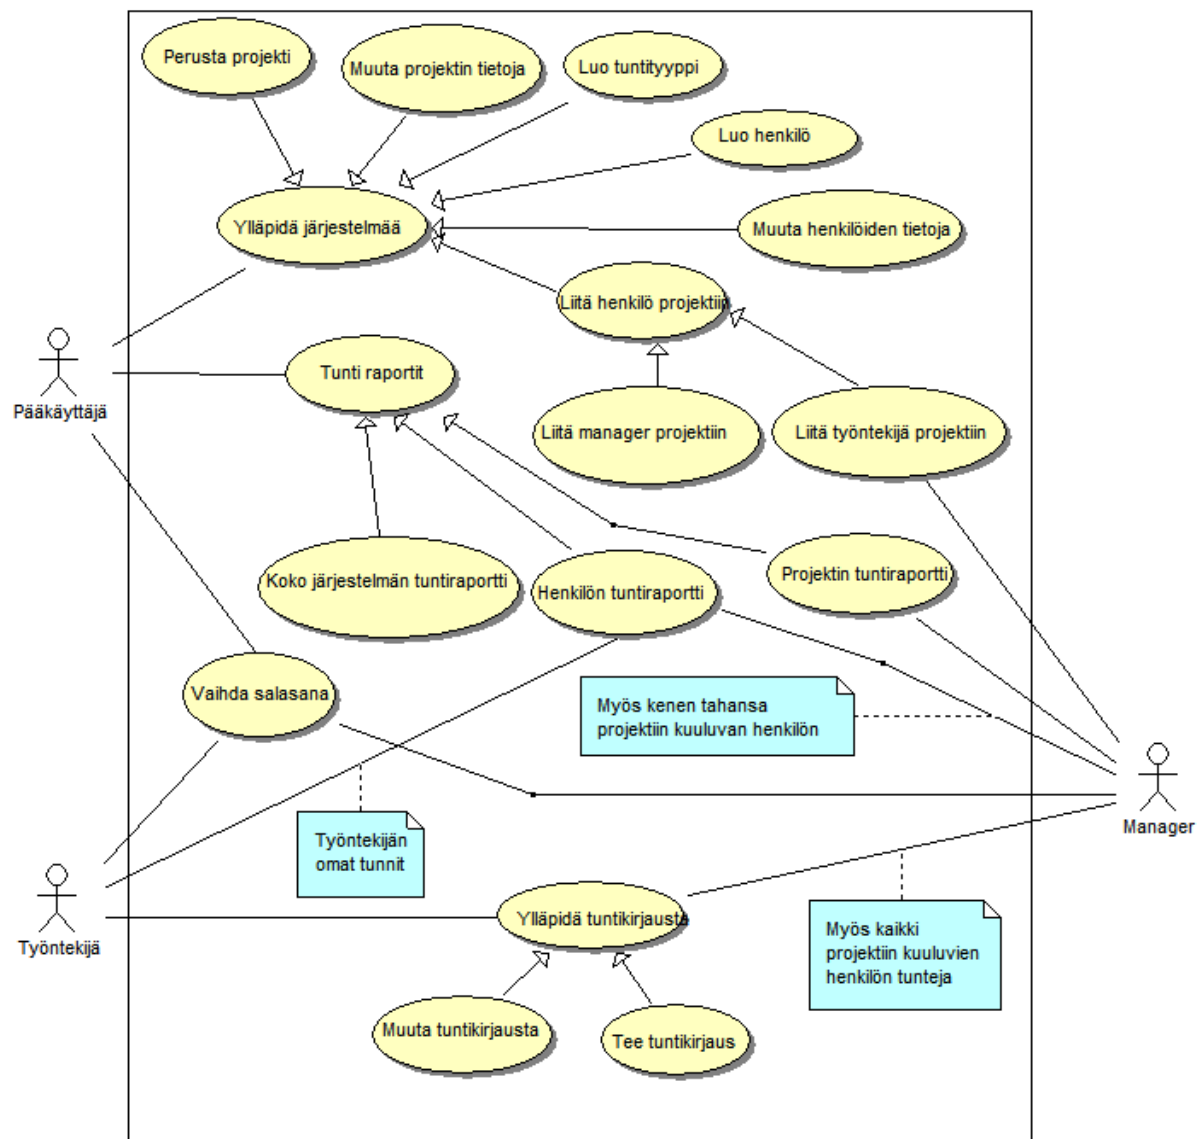 Perusta projekti
Muuta projektin tietoja
Luo tuntityyppi
Luo henkilö
Ylläpidä järjestelmää
Muuta henkilöiden tietoja
Liitä henkilö projektiin
Tunti raportit
Pääkäyttäjä
Liitä manager projektiin
Liitä työntekijä projektiin
Koko järjestelmän tuntiraportti
Henkilön tuntiraportti
Projektin tuntiraportti
Vaihda salasana
Myös kenen tahansa
projektiin kuuluvan henkilön
Manager
Työntekijän
omat tunnit
Ylläpidä tuntikirjausta
Työntekijä
Myös kaikki
projektiin kuuluvien
henkilön tunteja
Muuta tuntikirjausta
Tee tuntikirjaus